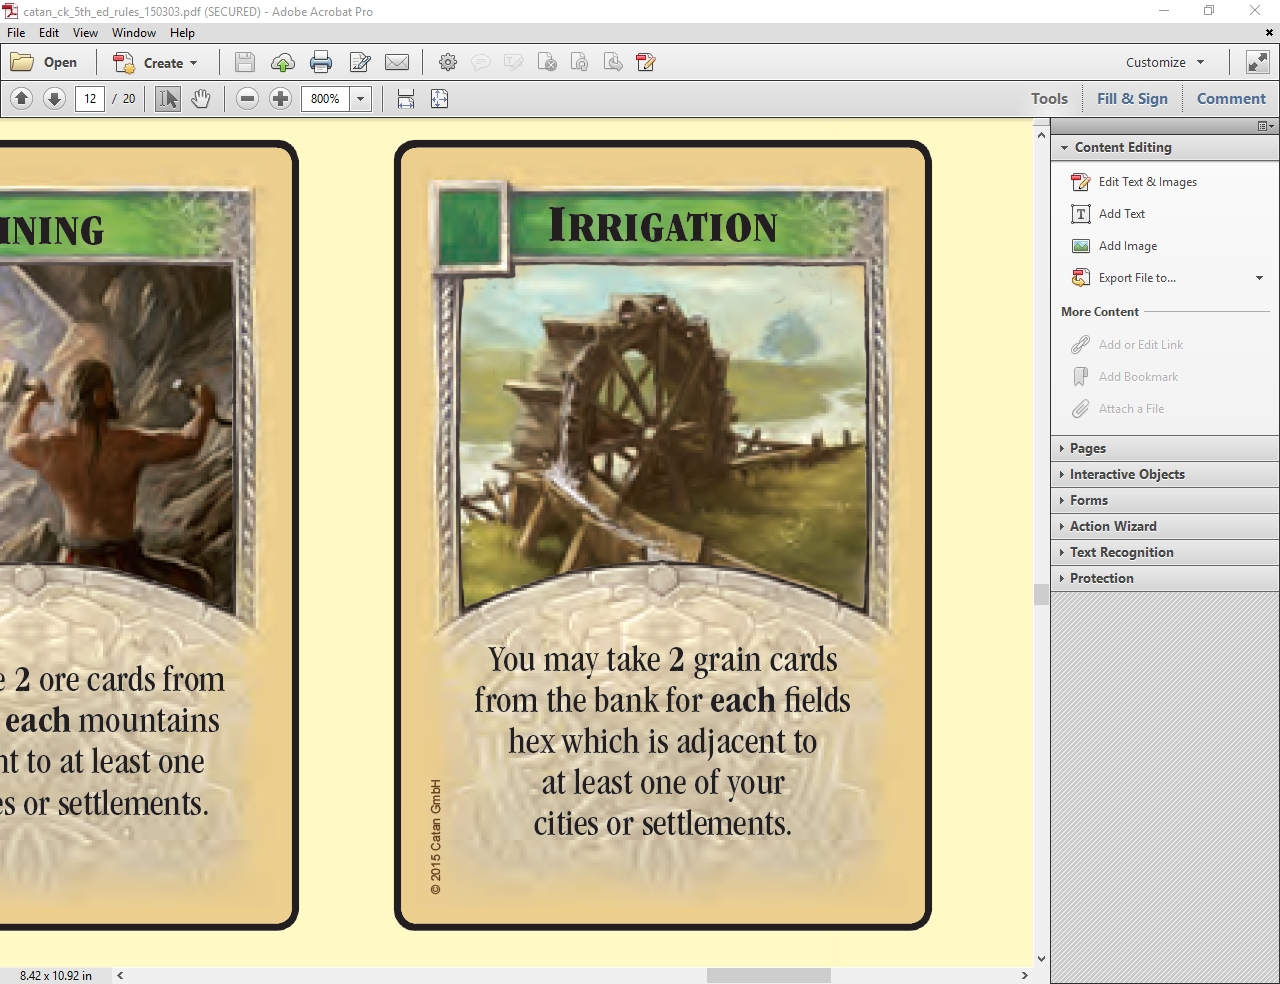 catan_ck_5th_ed_rules_150303.pdf (SECURED) - Adobe Acrobat Pro
File Edit View Window Help
Open Create Customize
12 / 20 800% Tools Fill & Sign Comment
Content Editing
Edit Text & Images
T Add Text
Add Image
Export File to...
More Content
Add or Edit Link
Add Bookmark
Attach a File
Pages
Interactive Objects
Forms
Action Wizard
Text Recognition
Protection
INING
e 2 ore cards from
each mountains
nt to at least one
es or settlements.
IRRIGATION
You may take 2 grain cards
from the bank for each fields
hex which is adjacent to
at least one of your
cities or settlements.
© 2015 Catan GmbH
8.42 x 10.92 in